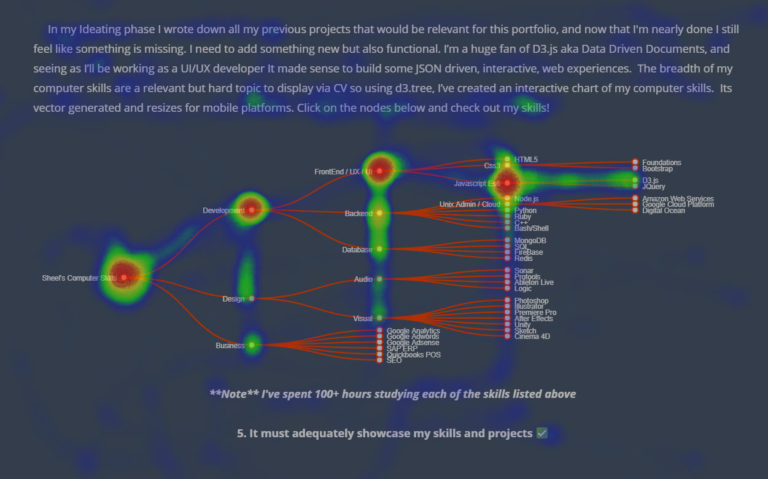 In my Ideating phase I wrote down all my previous projects that would be relevant for this portfolio, and now that I'm nearly done I still
feel like something is missing. I need to add something new but also functional. I'm a huge fan of D3.js aka Data Driven Documents, and
seeing as I'll be working as a UI/UX developer It made sense to build some JSON driven, interactive, web experiences.  The breadth of my
computer skills are a relevant but hard topic to display via CV so using d3.tree, I've created an interactive chart of my computer skills.  Its
vector generated and resizes for mobile platforms. Click on the nodes below and check out my skills!
Sheel's Computer Skills
Development
Design
Business
FrontEnd / UX / UI
Backend
Database
Audio
Visual
Google Analytics
Google Adwords
Google Adsense
SAP ERP
Quickbooks POS
SEO
HTML5
Css3
Javascript Es6
Node.js
Unix Admin / Cloud
Python
Ruby
C++
Bash/Shell
MongoDB
SQL
FireBase
Redis
Sonar
Protools
Ableton Live
Logic
Photoshop
Illustrator
Premiere Pro
After Effects
Unity
Sketch
Cinema 4D
Foundations
Bootstrap
D3.js
JQuery
Amazon Web Services
Google Cloud Platform
Digital Ocean
**Note** I've spent 100+ hours studying each of the skills listed above
5. It must adequately showcase my skills and projects ✅